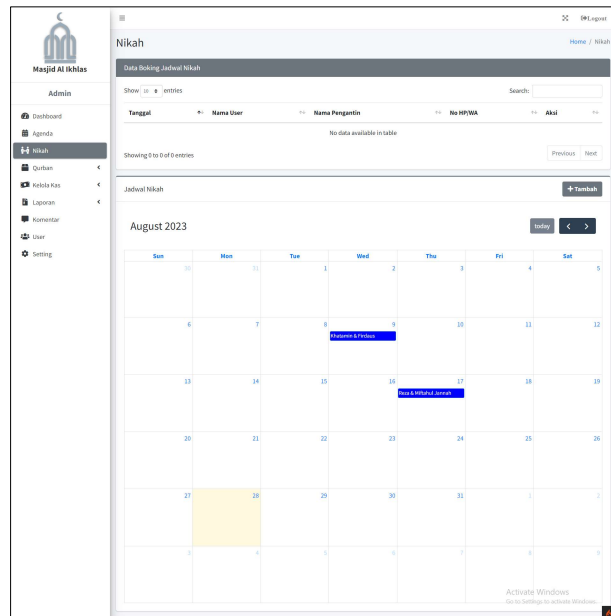 Logout
Masjid Al Ikhlas
Admin
Dashboard
Agenda
Nikah
Qurban
Kelola Kas
Laporan
Komentar
User
Setting
Nikah
Home / Nikah
Data Boking Jadwal Nikah
Show 10 entries
Search:
Tanggal Nama User Nama Pengantin No HP/WA Aksi
No data available in table
Showing 0 to 0 of 0 entries
Previous Next
Jadwal Nikah
+ Tambah
August 2023
today < >
Sun Mon Tue Wed Thu Fri Sat
30 31 1 2 3 4 5
6 7 8 9 10 11 12
Khatamin & Firdaus
13 14 15 16 17 18 19
Reza & Miftahul Jannah
20 21 22 23 24 25 26
27 28 29 30 31 1 2
3 4 5 6 7 8 9
Activate Windows
Go to Settings to activate Windows